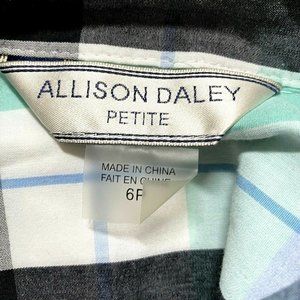 ALLISON DALEY
PETITE
MADE IN CHINA
FAIT EN CHINE
6P